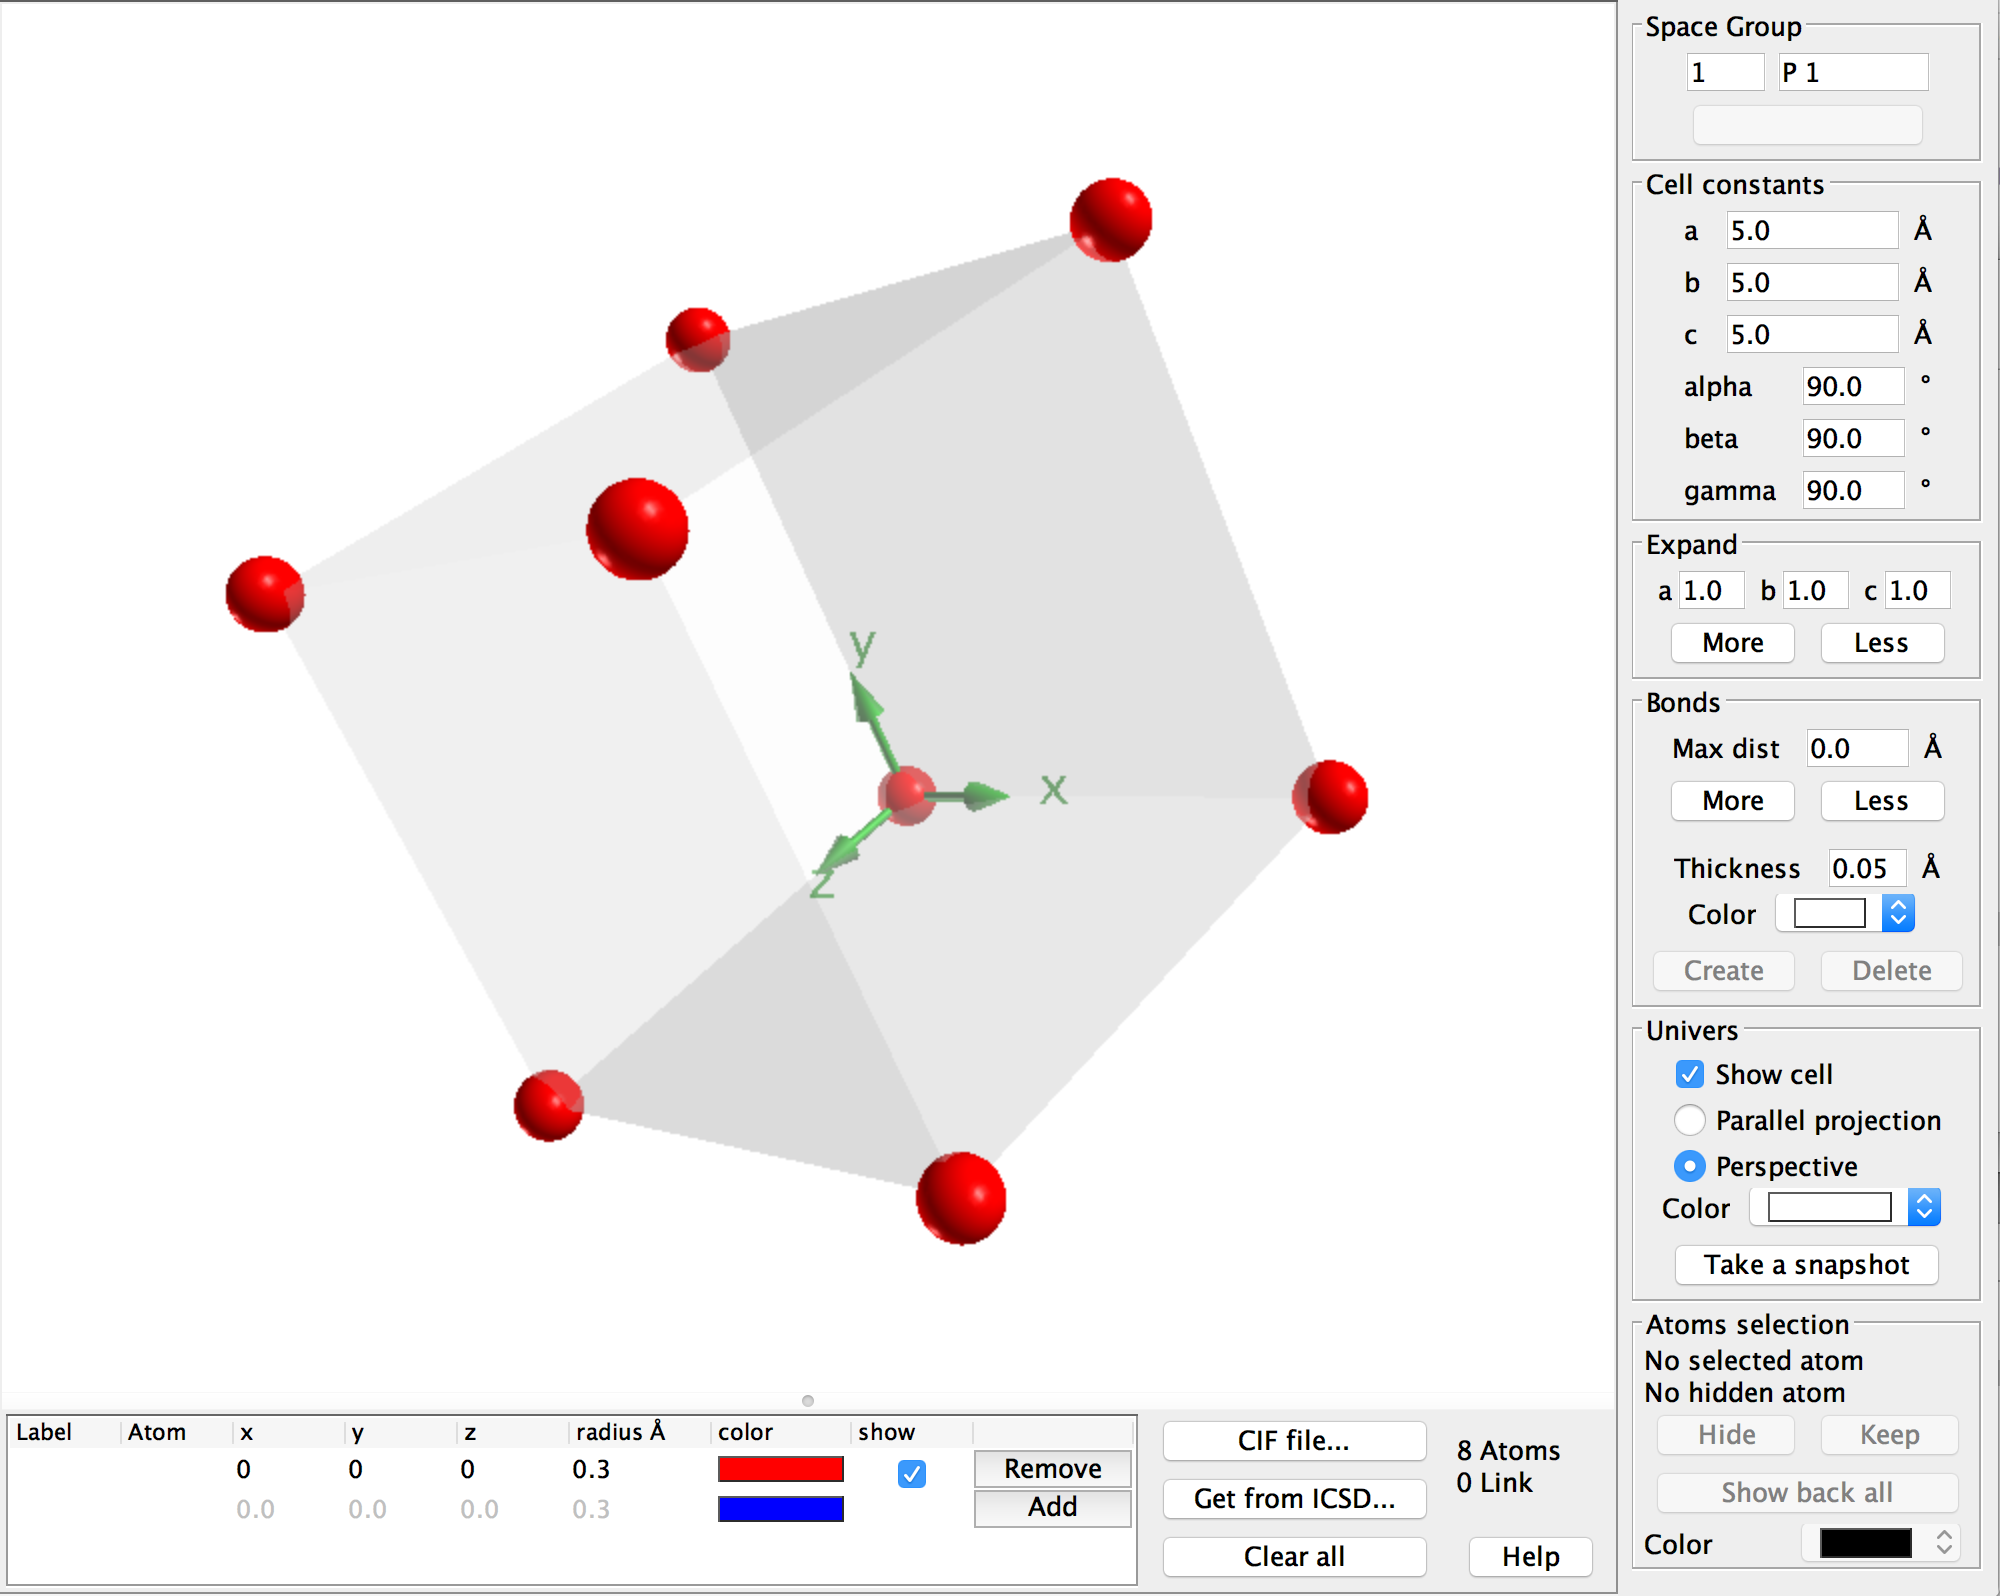 y
x
z
Space Group
1 P 1
Cell constants
a 5.0 Å
b 5.0 Å
c 5.0 Å
alpha 90.0 °
beta 90.0 °
gamma 90.0 °
Expand
a 1.0 b 1.0 c 1.0
More Less
Bonds
Max dist 0.0 Å
More Less
Thickness 0.05 Å
Color
Create Delete
Univers
Show cell
Parallel projection
Perspective
Color
Take a snapshot
Atoms selection
No selected atom
No hidden atom
Hide Keep
Show back all
Color
Label Atom x y z radius Å color show
0 0 0 0.3 Remove
0.0 0.0 0.0 0.3 Add
CIF file...
Get from ICSD...
Clear all
8 Atoms
0 Link
Help